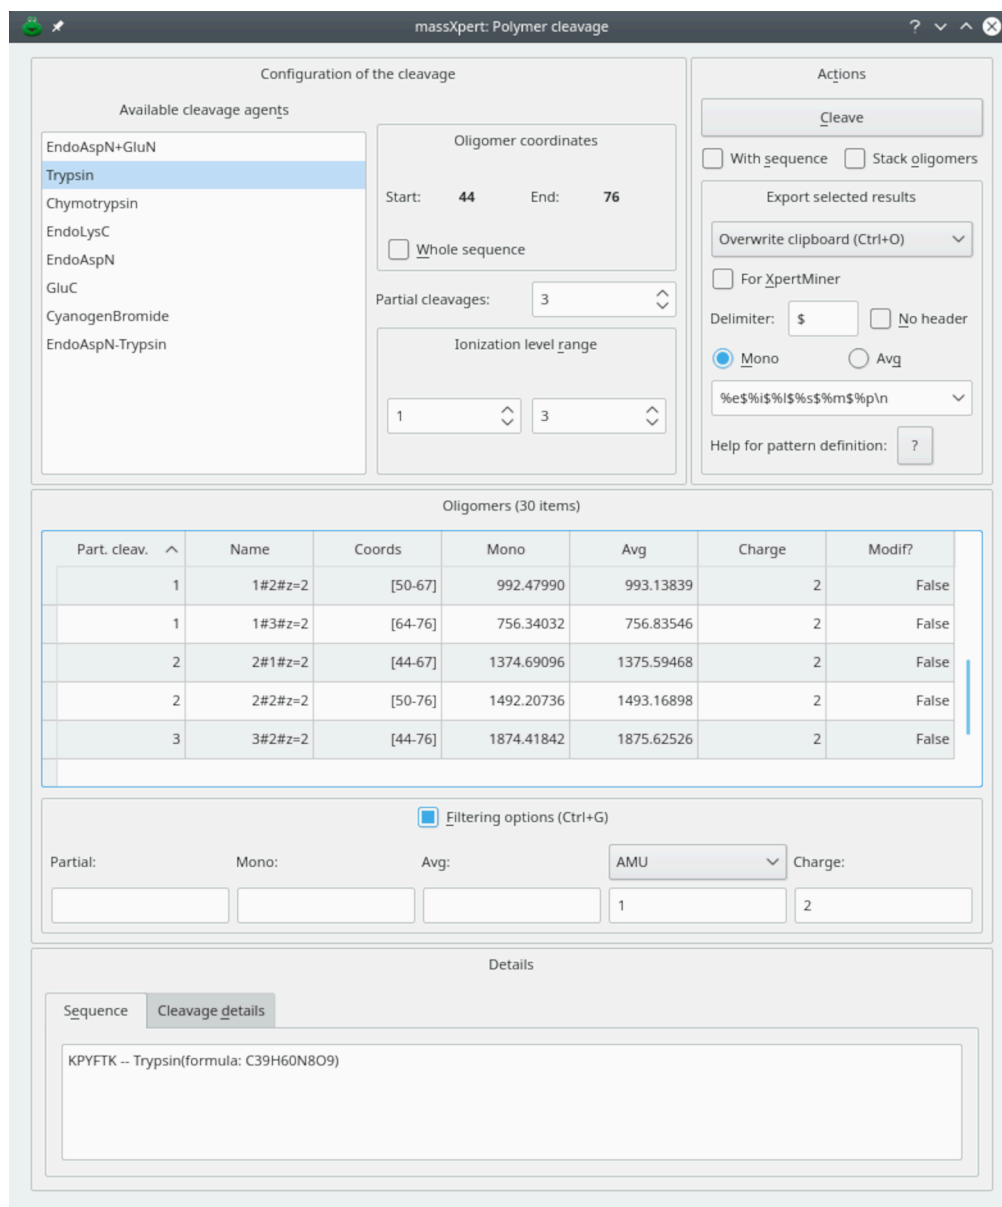 massXpert: Polymer cleavage
Configuration of the cleavage
Available cleavage agents
EndoAspN+GluN
Trypsin
Chymotrypsin
EndoLysC
EndoAspN
GluC
CyanogenBromide
EndoAspN-Trypsin
Oligomer coordinates
Start: 44 End: 76
Whole sequence
Partial cleavages: 3
Ionization level range
1 3
Actions
Cleave
With sequence Stack oligomers
Export selected results
Overwrite clipboard (Ctrl+O)
For XpertMiner
Delimiter: $ No header
Mono Avg
%e$%i$%l$%s$%m$%p\n
Help for pattern definition: ?
Oligomers (30 items)
Part. cleav. Name Coords Mono Avg Charge Modif?
1 1#2#z=2 [50-67] 992.47990 993.13839 2 False
1 1#3#z=2 [64-76] 756.34032 756.83546 2 False
2 2#1#z=2 [44-67] 1374.69096 1375.59468 2 False
2 2#2#z=2 [50-76] 1492.20736 1493.16898 2 False
3 3#2#z=2 [44-76] 1874.41842 1875.62526 2 False
Filtering options (Ctrl+G)
Partial: Mono: Avg: AMU Charge:
1 2
Details
Sequence Cleavage details
KPYFTK -- Trypsin(formula: C39H60N8O9)